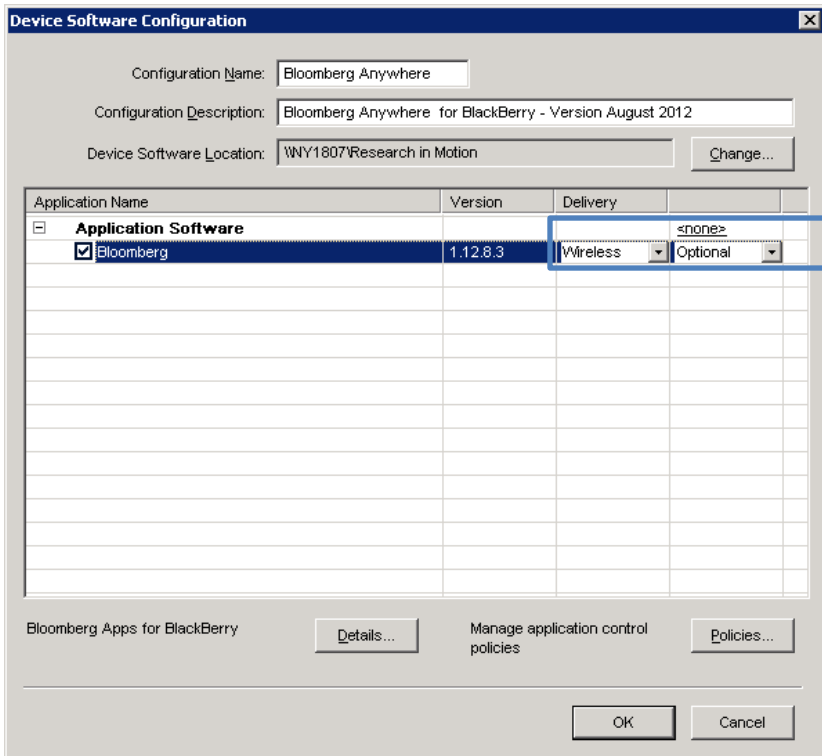 Device Software Configuration
Configuration Name: Bloomberg Anywhere
Configuration Description: Bloomberg Anywhere for BlackBerry - Version August 2012
Device Software Location: \\NY1807\Research in Motion Change...
Application Name Version Delivery
Application Software <none>
Bloomberg 1.12.8.3 Wireless Optional
Bloomberg Apps for BlackBerry Details... Manage application control policies Policies...
OK Cancel